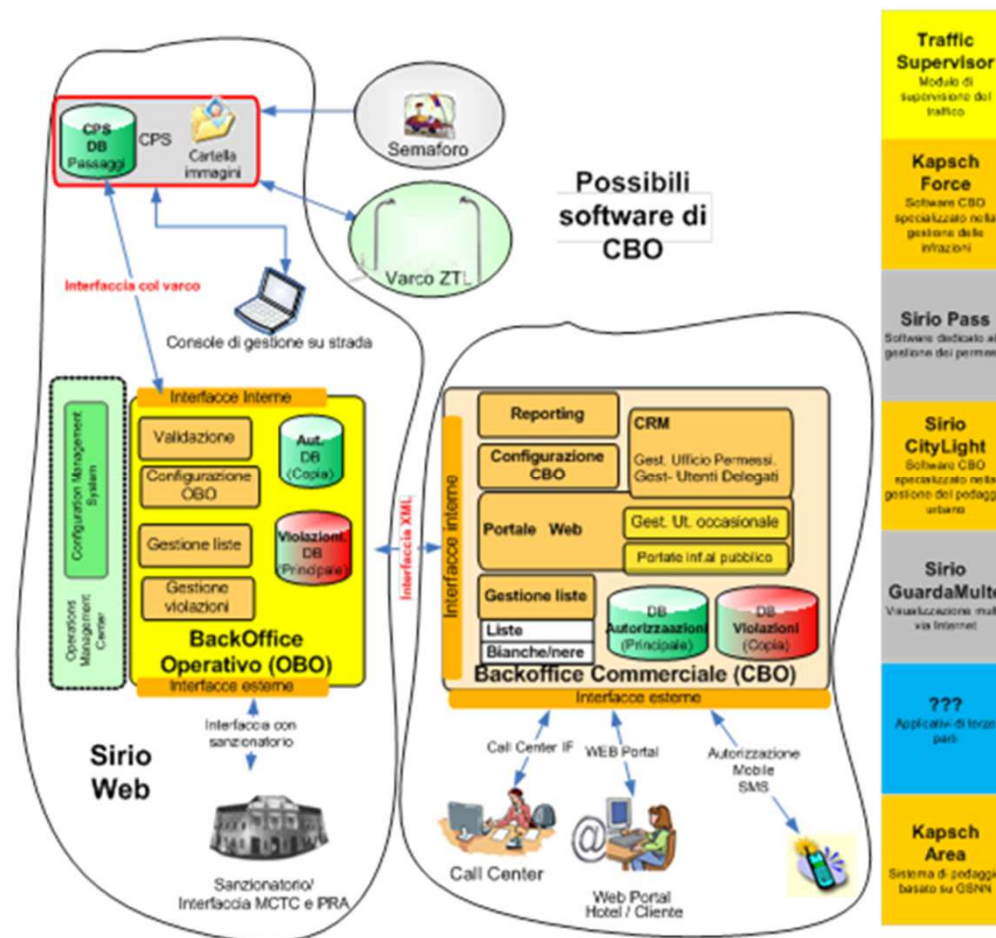 CPS
DB
Passaggi
CPS
Cartella
immagini
Semaforo
Varco ZTL
Possibili
software di
CBO
Interfaccia col varco
Console di gestione su strada
Interfacce Interne
Validazione
Configurazione
OBO
Gestione liste
Gestione
violazioni
Aut.
DB
(Copia)
Violazioni.
DB
(Principale)
BackOffice
Operativo (OBO)
Interfacce esterne
Configuration Management
System
Operations
Management
Center
Interfaccia con
sanzionatorio
Sirio
Web
Sanzionatorio/
Interfaccia MCTC e PRA
Interfaccia XML
Interfacce interne
Reporting
Configurazione
CBO
CRM
Gest. Ufficio Permessi.
Gest- Utenti Delegati
Portale Web
Gest. Ut. occasionale
Portate Inf.al pubblico
Gestione liste
Liste
Bianche/nere
DB
Autorizzaazioni
(Principale)
DB
Violazioni
(Copia)
Backoffice Commerciale (CBO)
Interfacce esterne
Call Center IF
WEB Portal
Autorizzazione
Mobile
SMS
Call Center
Web Portal
Hotel / Cliente
Traffic
Supervisor
Modulo di
supervisione del
traffico
Kapsch
Force
Software CBO
specializzato nella
gestione delle
infrazioni
Sirio Pass
Software dedicato
gestione dei
Sirio
CityLight
Software CBO
specializzato nella
gestione del
urbano
Sirio
Visualizzazione
via Internet
???
Applicativi di
parti
Kapsch
Area
Sistema di
basato su GSNN